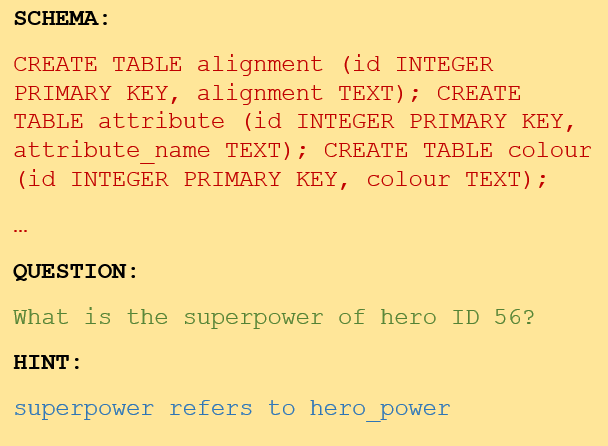 SCHEMA:
CREATE TABLE alignment (id INTEGER
PRIMARY KEY, alignment TEXT); CREATE
TABLE attribute (id INTEGER PRIMARY KEY,
attribute_name TEXT); CREATE TABLE colour
(id INTEGER PRIMARY KEY, colour TEXT);
…
QUESTION:
What is the superpower of hero ID 56?
HINT:
superpower refers to hero_power